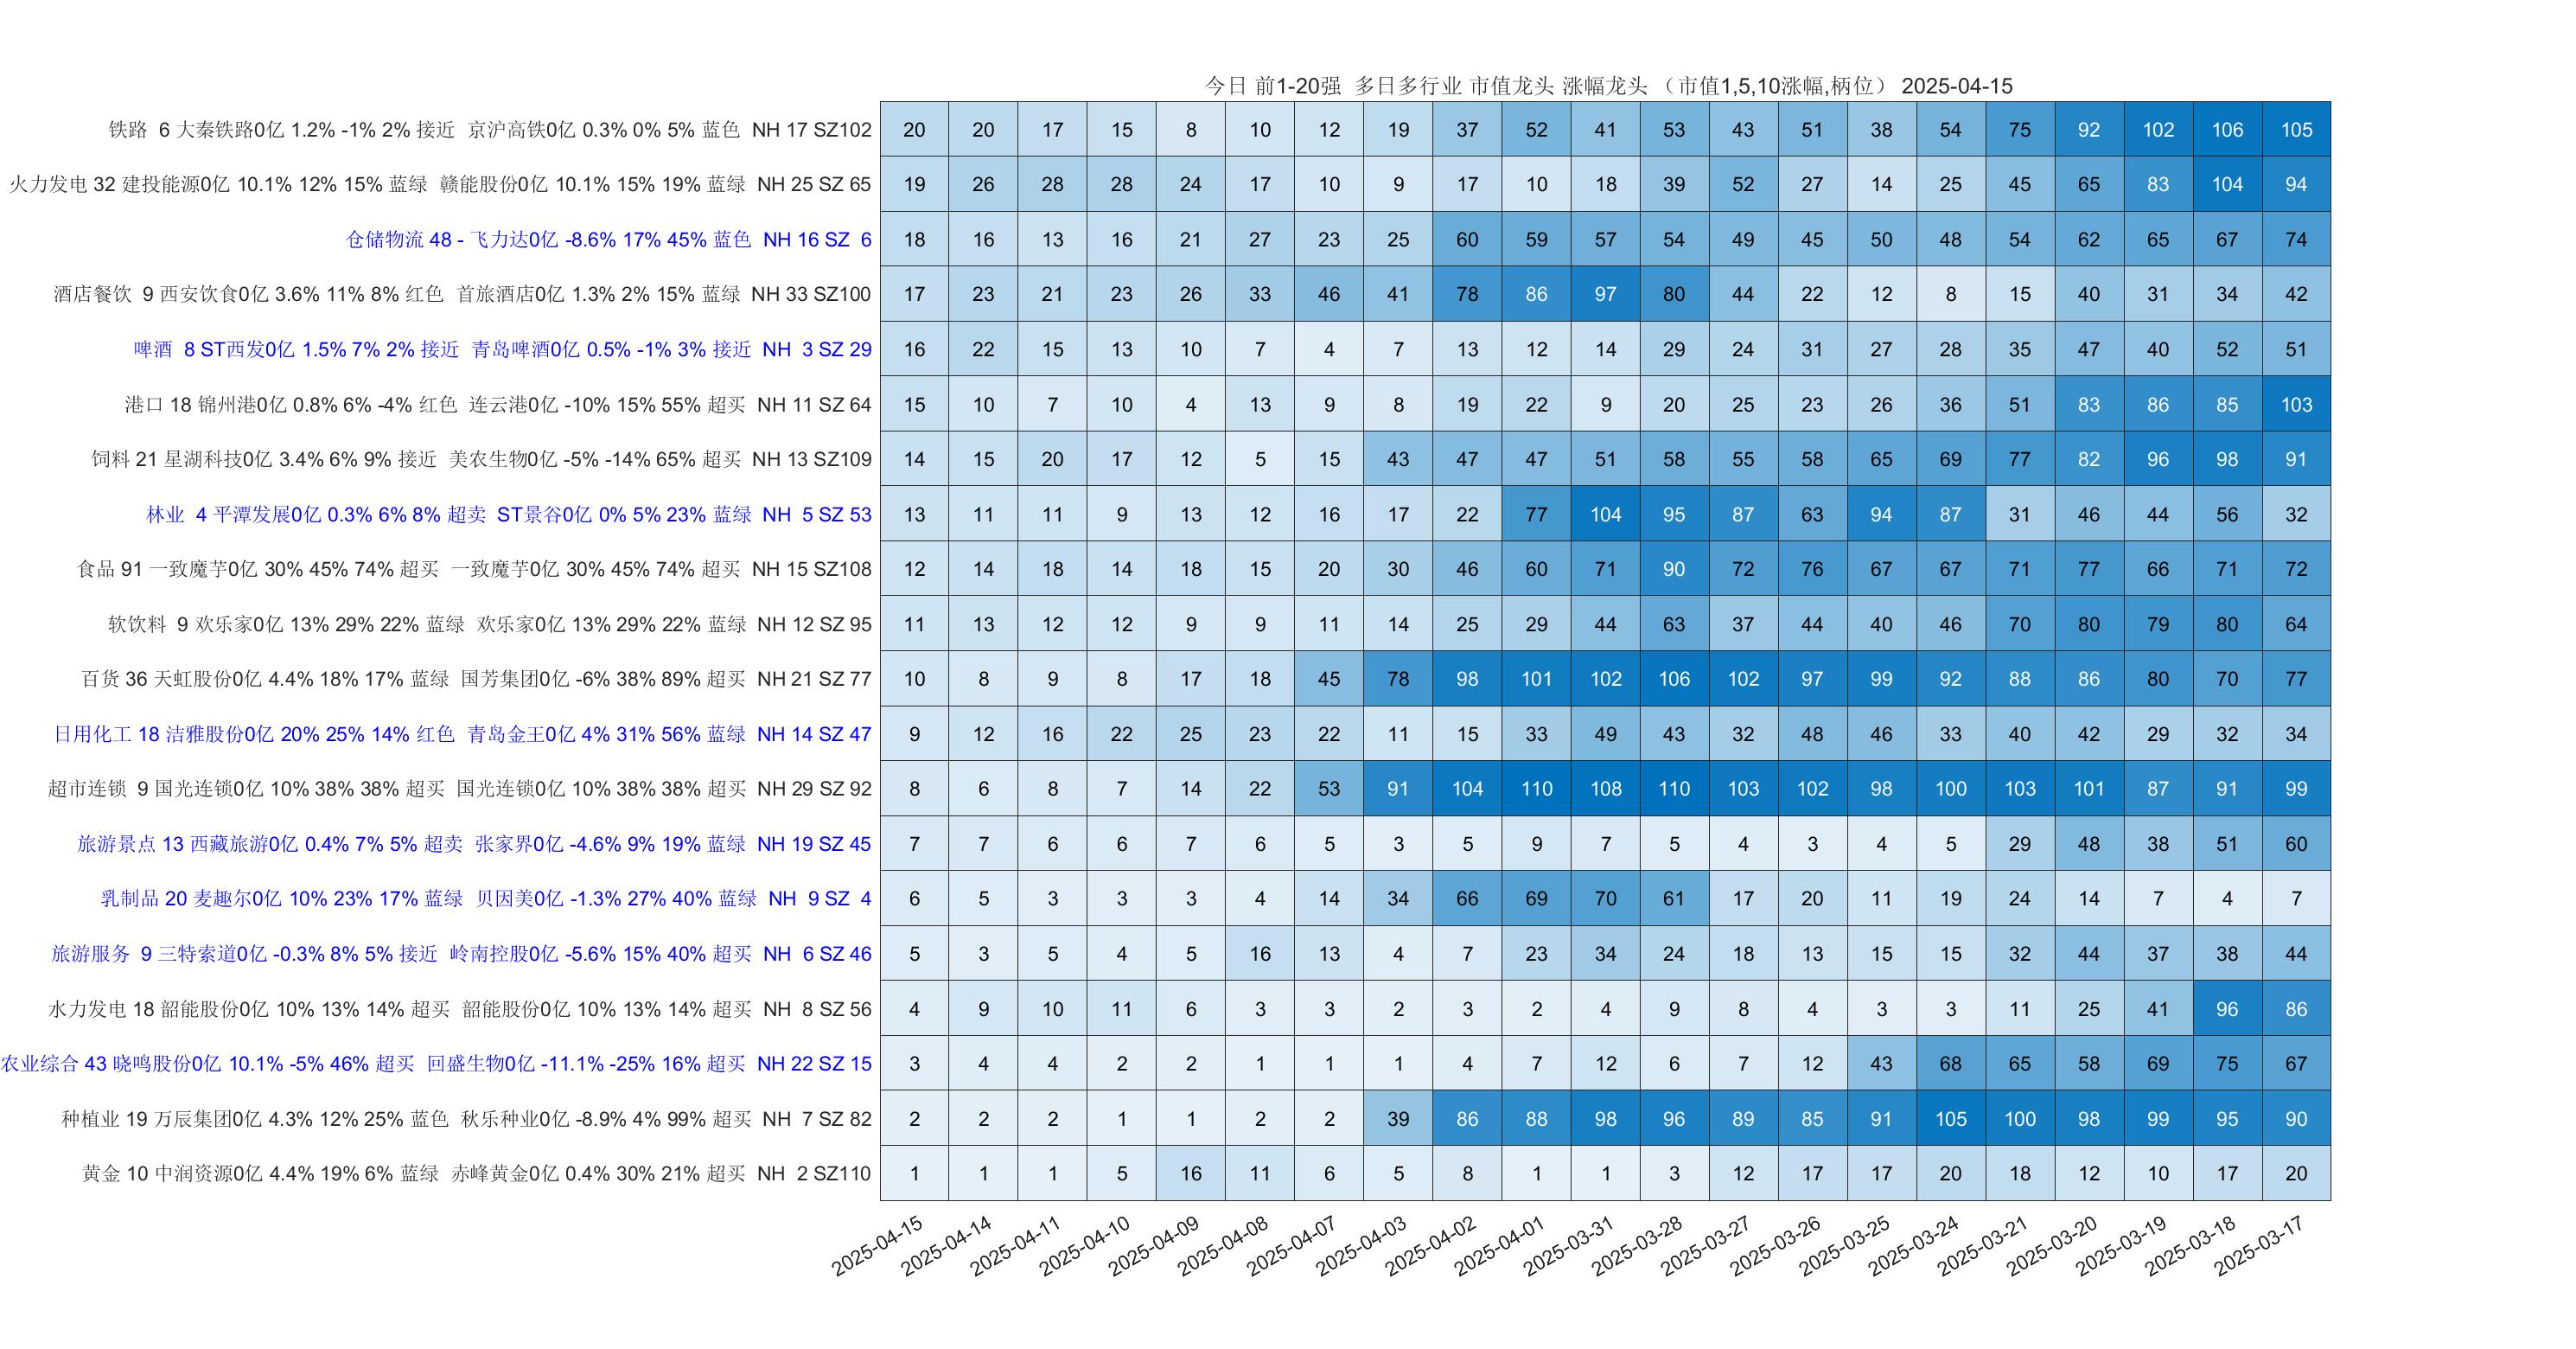 今日 前1-20强 多日多行业 市值龙头 涨幅龙头 （市值1,5,10涨幅,柄位） 2025-04-15
铁路 6 大秦铁路0亿 1.2% -1% 2% 接近 京沪高铁0亿 0.3% 0% 5% 蓝色 NH 17 SZ102 20 20 17 15 8 10 12 19 37 52 41 53 43 51 38 54 75 92 102 106 105
火力发电 32 建投能源0亿 10.1% 12% 15% 蓝绿 赣能股份0亿 10.1% 15% 19% 蓝绿 NH 25 SZ 65 19 26 28 28 24 17 10 9 17 10 18 39 52 27 14 25 45 65 83 104 94
仓储物流 48 - 飞力达0亿 -8.6% 17% 45% 蓝色 NH 16 SZ 6 18 16 13 16 21 27 23 25 60 59 57 54 49 45 50 48 54 62 65 67 74
酒店餐饮 9 西安饮食0亿 3.6% 11% 8% 红色 首旅酒店0亿 1.3% 2% 15% 蓝绿 NH 33 SZ100 17 23 21 23 26 33 46 41 78 86 97 80 44 22 12 8 15 40 31 34 42
啤酒 8 ST西发0亿 1.5% 7% 2% 接近 青岛啤酒0亿 0.5% -1% 3% 接近 NH 3 SZ 29 16 22 15 13 10 7 4 7 13 12 14 29 24 31 27 28 35 47 40 52 51
港口 18 锦州港0亿 0.8% 6% -4% 红色 连云港0亿 -10% 15% 55% 超买 NH 11 SZ 64 15 10 7 10 4 13 9 8 19 22 9 20 25 23 26 36 51 83 86 85 103
饲料 21 星湖科技0亿 3.4% 6% 9% 接近 美农生物0亿 -5% -14% 65% 超买 NH 13 SZ109 14 15 20 17 12 5 15 43 47 47 51 58 55 58 65 69 77 82 96 98 91
林业 4 平潭发展0亿 0.3% 6% 8% 超卖 ST景谷0亿 0% 5% 23% 蓝绿 NH 5 SZ 53 13 11 11 9 13 12 16 17 22 77 104 95 87 63 94 87 31 46 44 56 32
食品 91 一致魔芋0亿 30% 45% 74% 超买 一致魔芋0亿 30% 45% 74% 超买 NH 15 SZ108 12 14 18 14 18 15 20 30 46 60 71 90 72 76 67 67 71 77 66 71 72
软饮料 9 欢乐家0亿 13% 29% 22% 蓝绿 欢乐家0亿 13% 29% 22% 蓝绿 NH 12 SZ 95 11 13 12 12 9 9 11 14 25 29 44 63 37 44 40 46 70 80 79 80 64
百货 36 天虹股份0亿 4.4% 18% 17% 蓝绿 国芳集团0亿 -6% 38% 89% 超买 NH 21 SZ 77 10 8 9 8 17 18 45 78 98 101 102 106 102 97 99 92 88 86 80 70 77
日用化工 18 洁雅股份0亿 20% 25% 14% 红色 青岛金王0亿 4% 31% 56% 蓝绿 NH 14 SZ 47 9 12 16 22 25 23 22 11 15 33 49 43 32 48 46 33 40 42 29 32 34
超市连锁 9 国光连锁0亿 10% 38% 38% 超买 国光连锁0亿 10% 38% 38% 超买 NH 29 SZ 92 8 6 8 7 14 22 53 91 104 110 108 110 103 102 98 100 103 101 87 91 99
旅游景点 13 西藏旅游0亿 0.4% 7% 5% 超卖 张家界0亿 -4.6% 9% 19% 蓝绿 NH 19 SZ 45 7 7 6 6 7 6 5 3 5 9 7 5 4 3 4 5 29 48 38 51 60
乳制品 20 麦趣尔0亿 10% 23% 17% 蓝绿 贝因美0亿 -1.3% 27% 40% 蓝绿 NH 9 SZ 4 6 5 3 3 3 4 14 34 66 69 70 61 17 20 11 19 24 14 7 4 7
旅游服务 9 三特索道0亿 -0.3% 8% 5% 接近 岭南控股0亿 -5.6% 15% 40% 超买 NH 6 SZ 46 5 3 5 4 5 16 13 4 7 23 34 24 18 13 15 15 32 44 37 38 44
水力发电 18 韶能股份0亿 10% 13% 14% 超买 韶能股份0亿 10% 13% 14% 超买 NH 8 SZ 56 4 9 10 11 6 3 3 2 3 2 4 9 8 4 3 3 11 25 41 96 86
农业综合 43 晓鸣股份0亿 10.1% -5% 46% 超买 回盛生物0亿 -11.1% -25% 16% 超买 NH 22 SZ 15 3 4 4 2 2 1 1 1 4 7 12 6 7 12 43 68 65 58 69 75 67
种植业 19 万辰集团0亿 4.3% 12% 25% 蓝色 秋乐种业0亿 -8.9% 4% 99% 超买 NH 7 SZ 82 2 2 2 1 1 2 2 39 86 88 98 96 89 85 91 105 100 98 99 95 90
黄金 10 中润资源0亿 4.4% 19% 6% 蓝绿 赤峰黄金0亿 0.4% 30% 21% 超买 NH 2 SZ110 1 1 1 5 16 11 6 5 8 1 1 3 12 17 17 20 18 12 10 17 20
2025-04-15 2025-04-14 2025-04-11 2025-04-10 2025-04-09 2025-04-08 2025-04-07 2025-04-03 2025-04-02 2025-04-01 2025-03-31 2025-03-28 2025-03-27 2025-03-26 2025-03-25 2025-03-24 2025-03-21 2025-03-20 2025-03-19 2025-03-18 2025-03-17